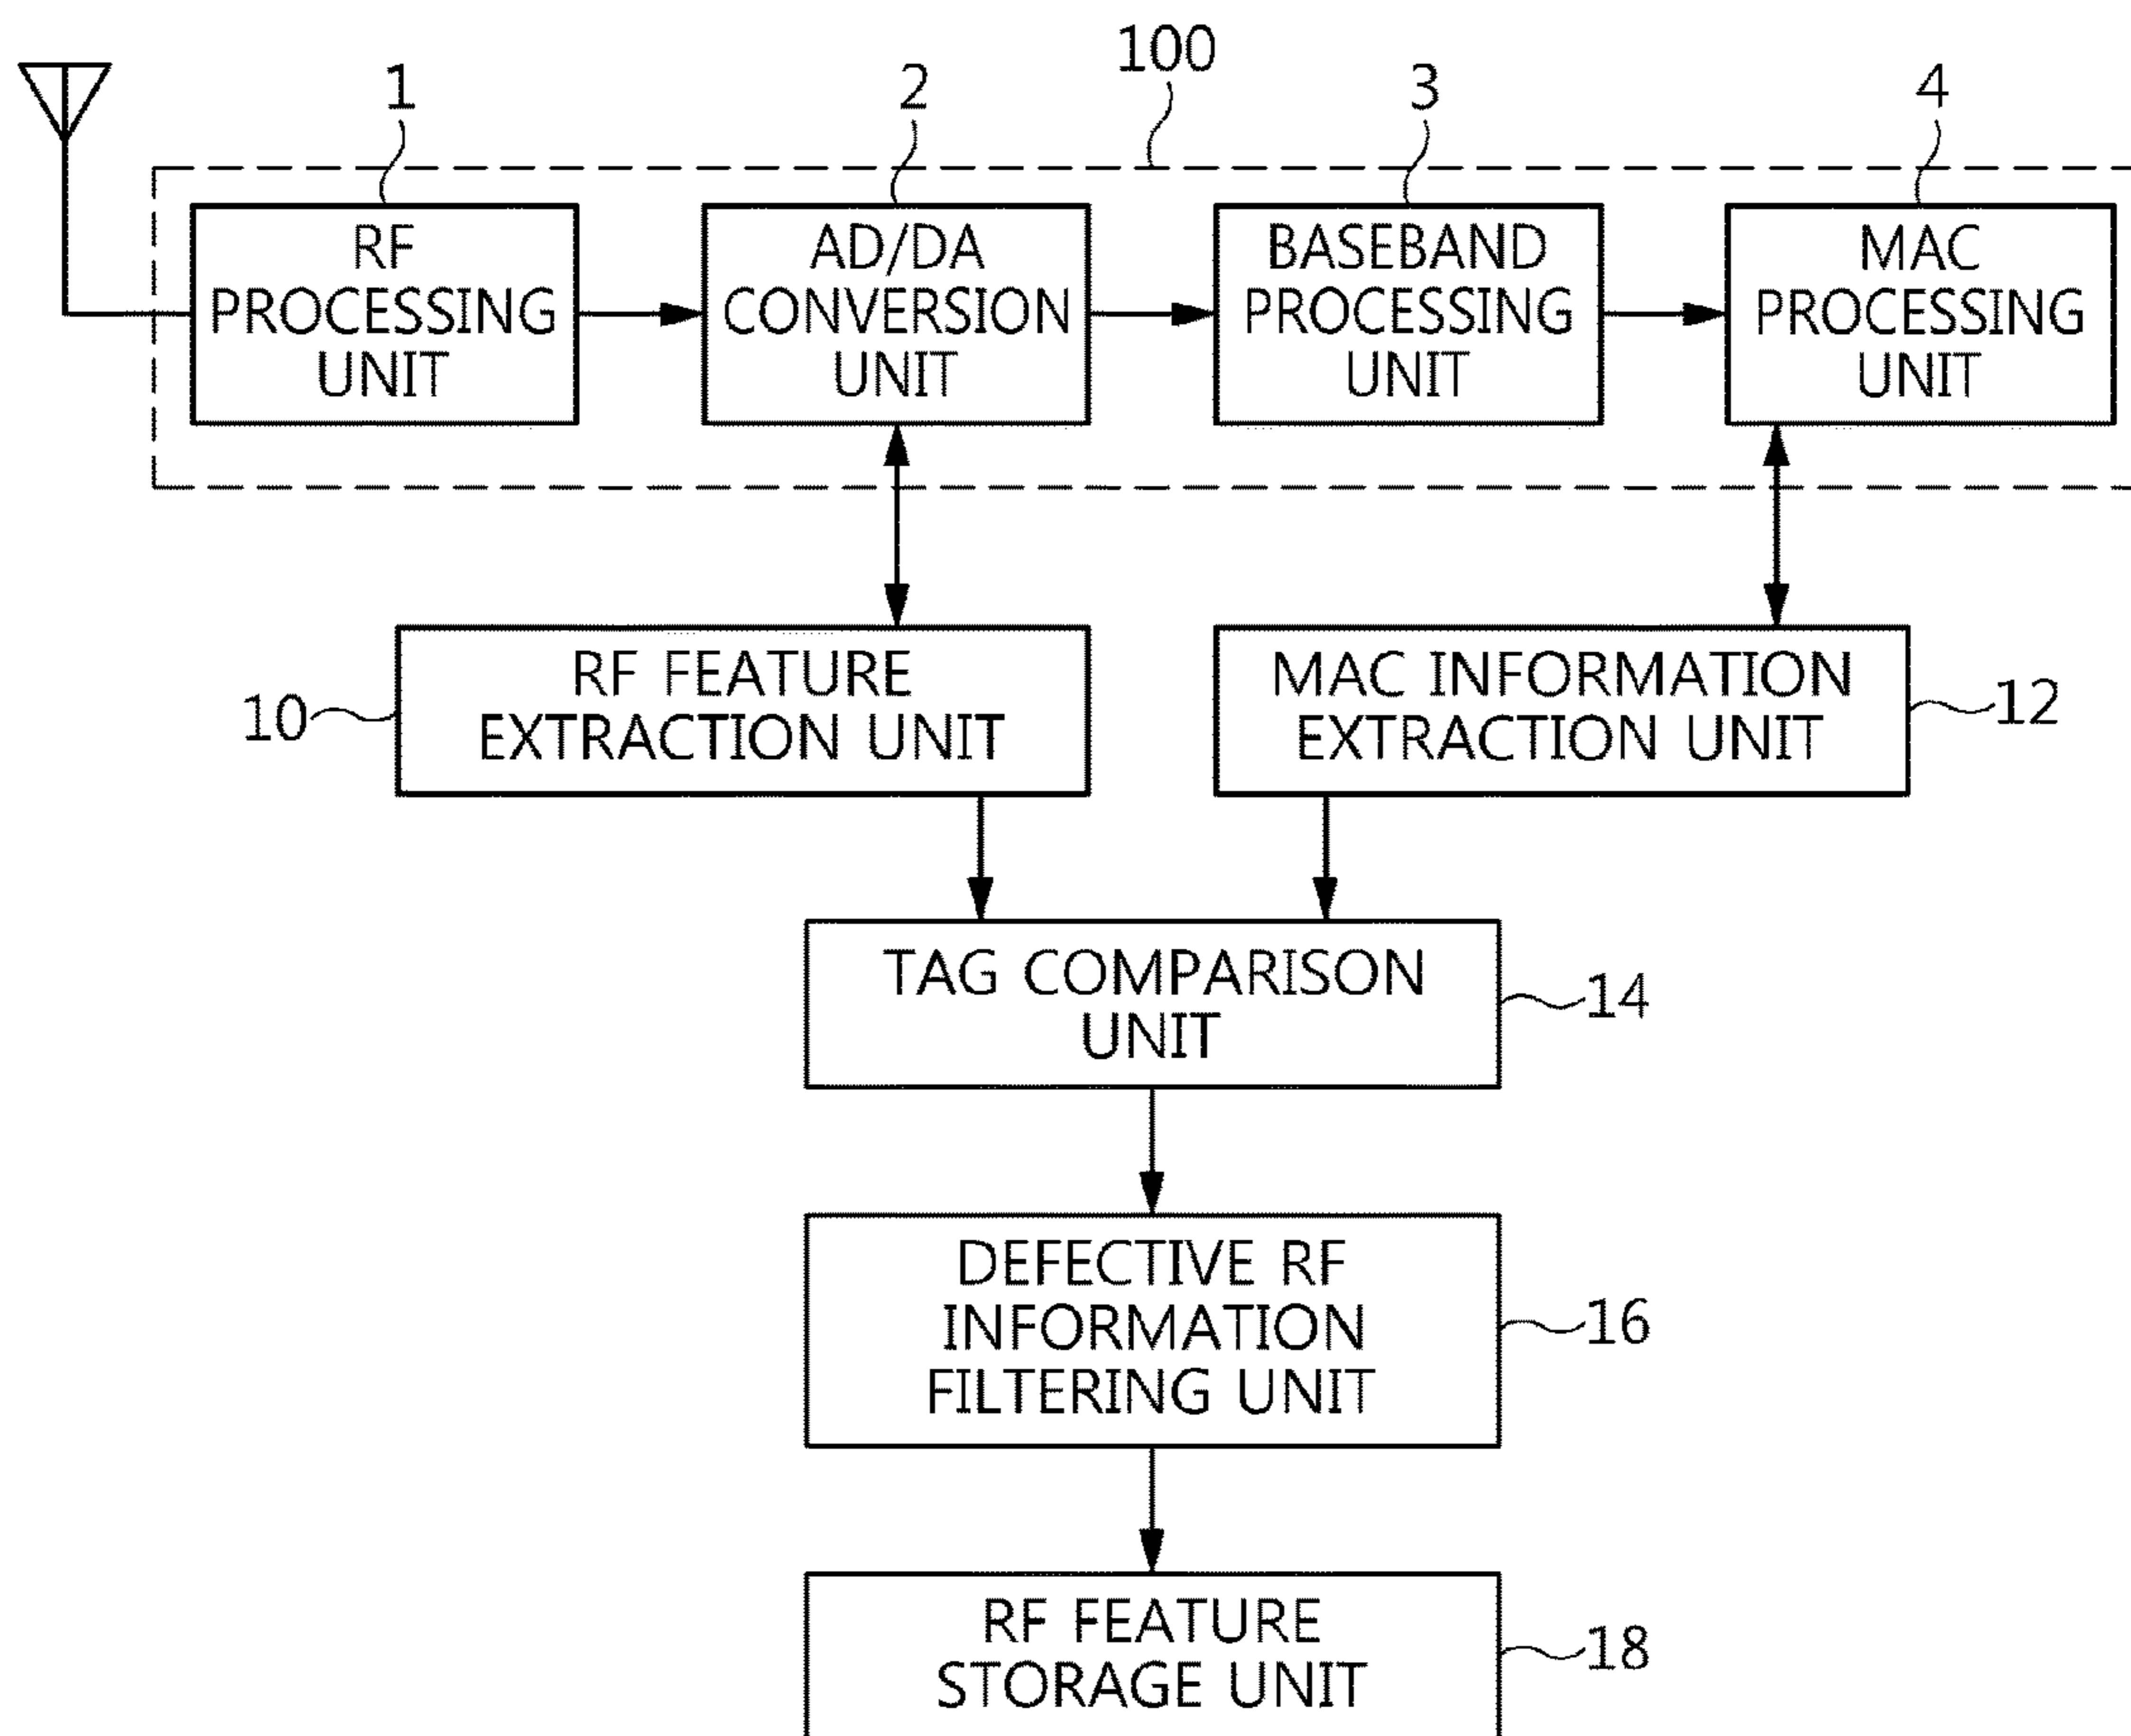 100
1
2
3
4
RF
PROCESSING
UNIT
AD/DA
CONVERSION
UNIT
BASEBAND
PROCESSING
UNIT
MAC
PROCESSING
UNIT
10
RF FEATURE
EXTRACTION UNIT
MAC INFORMATION
EXTRACTION UNIT
12
TAG COMPARISON
UNIT
14
DEFECTIVE RF
INFORMATION
FILTERING UNIT
16
RF FEATURE
STORAGE UNIT
18